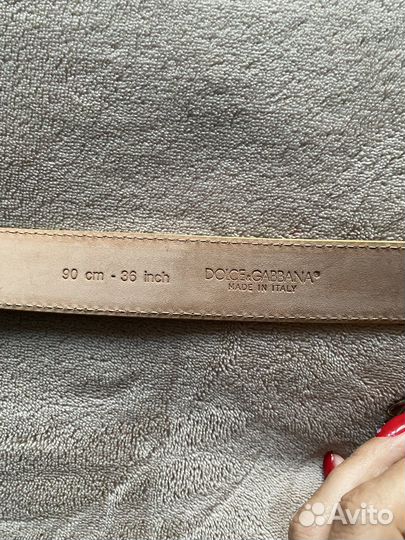 90 cm - 36 inch
DOLCE&GABBANA®
MADE IN ITALY
Avito